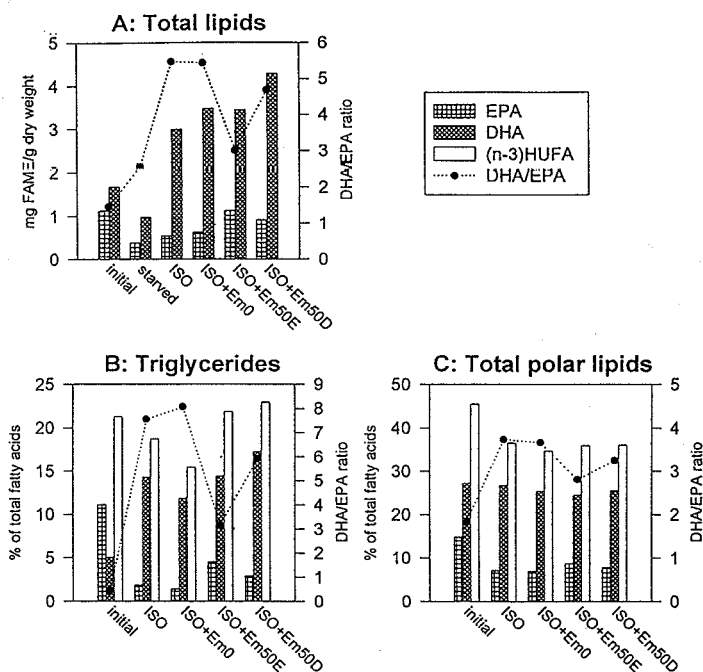 A: Total lipids
mg FAME/g dry weight
5
4
3
2
1
0
6
5
4
3
2
1
0
DHA/EPA ratio
initial
starved
ISO
ISO+Em0
ISO+Em50E
ISO+Em50D
EPA
DHA
(n-3)HUFA
DHA/EPA
B: Triglycerides
% of total fatty acids
25
20
15
10
5
0
9
8
7
6
5
4
3
2
1
0
DHA/EPA ratio
initial
ISO
ISO+Em0
ISO+Em50E
ISO+Em50D
C: Total polar lipids
% of total fatty acids
50
40
30
20
10
0
5
4
3
2
1
0
DHA/EPA ratio
initial
ISO
ISO+Em0
ISO+Em50E
ISO+Em50D